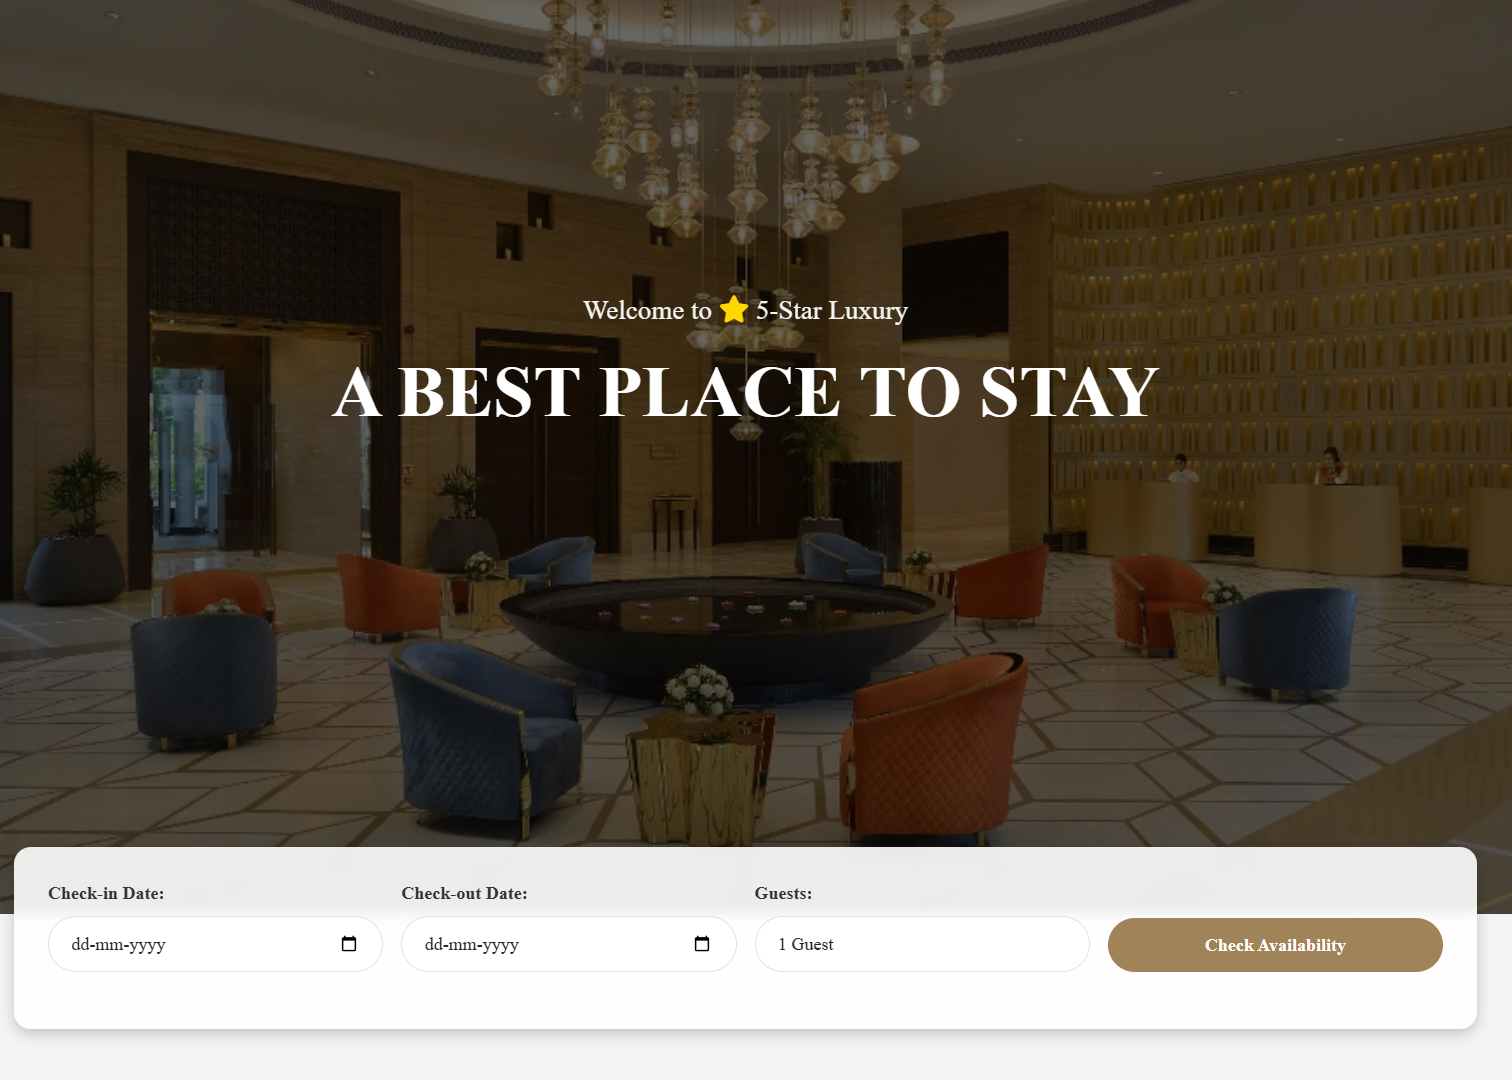 Welcome to ⭐ 5-Star Luxury
A BEST PLACE TO STAY
Check-in Date:
Check-out Date:
Guests:
dd-mm-yyyy
dd-mm-yyyy
1 Guest
Check Availability